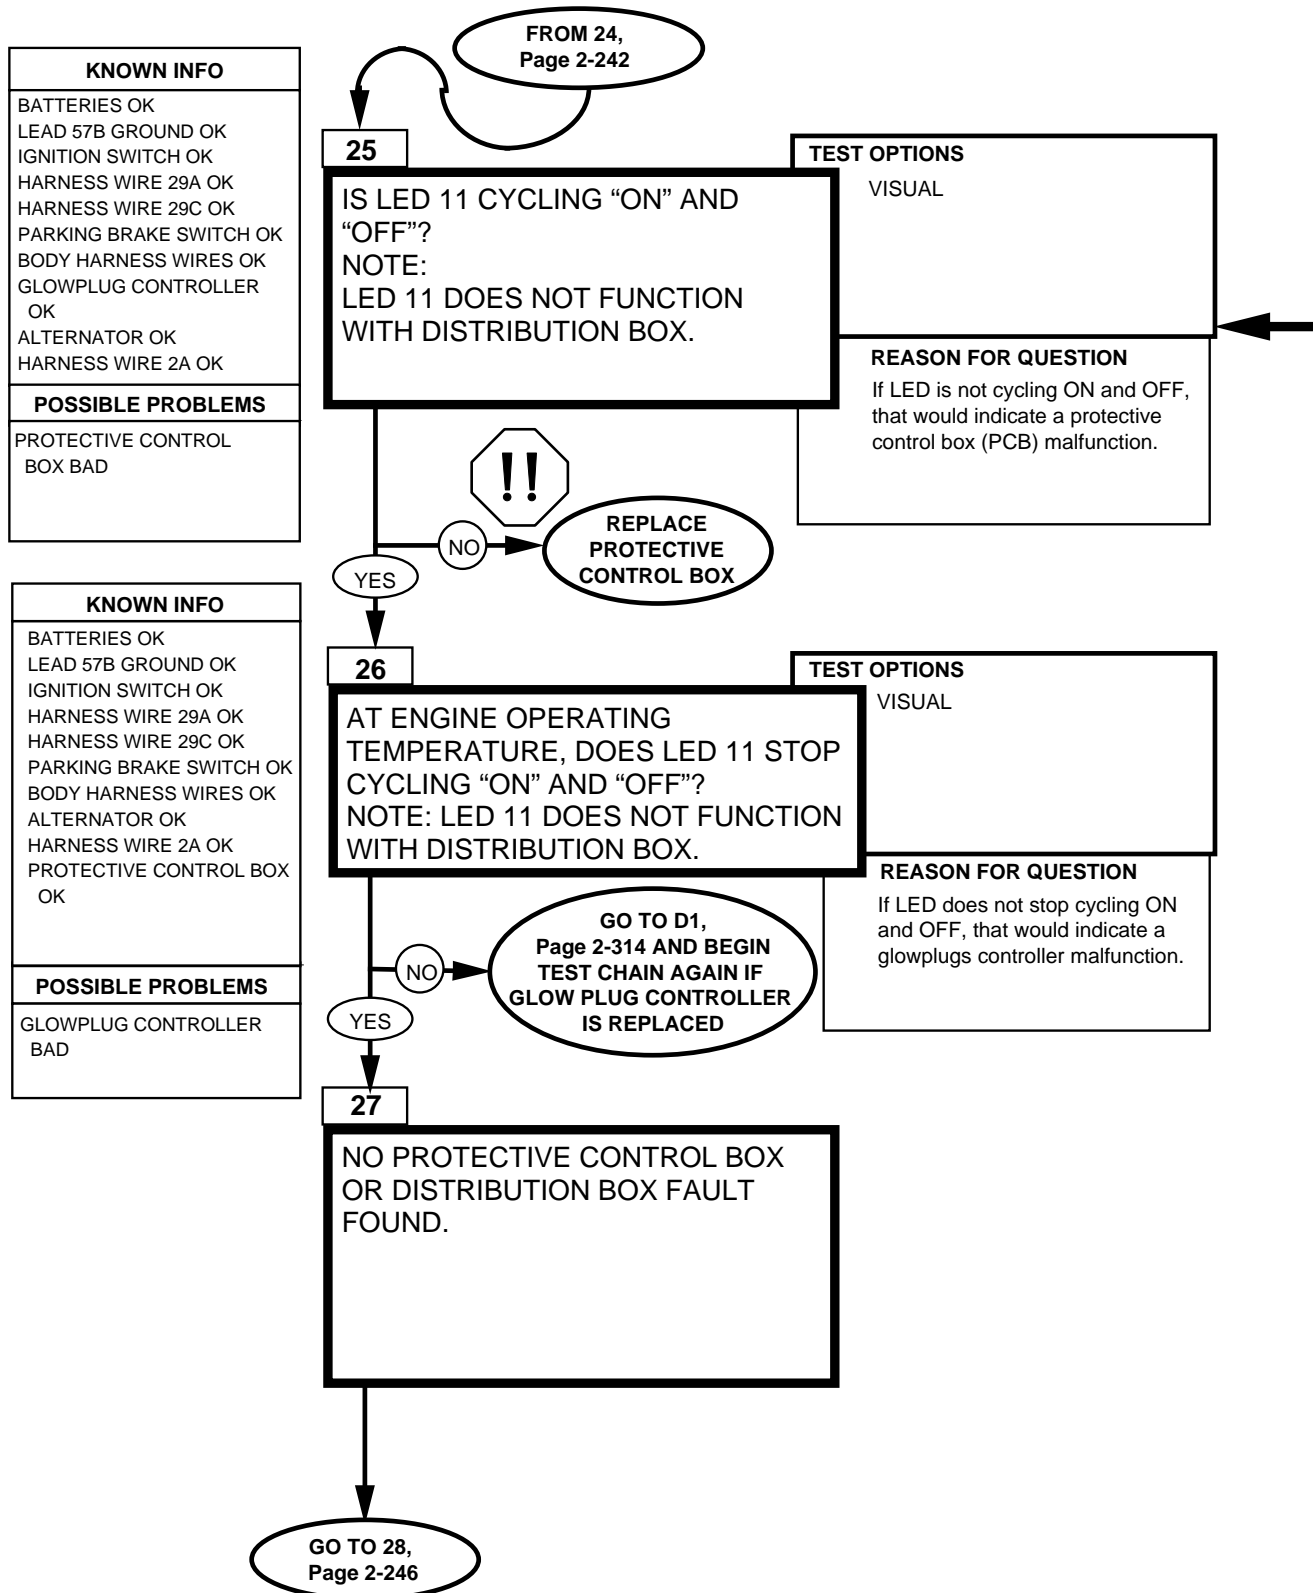 FROM 24,
Page 2-242
KNOWN INFO
BATTERIES OK
LEAD 57B GROUND OK
IGNITION SWITCH OK
HARNESS WIRE 29A OK
HARNESS WIRE 29C OK
PARKING BRAKE SWITCH OK
BODY HARNESS WIRES OK
GLOWPLUG CONTROLLER
OK
ALTERNATOR OK
HARNESS WIRE 2A OK
POSSIBLE PROBLEMS
PROTECTIVE CONTROL
BOX BAD
25
IS LED 11 CYCLING “ON” AND
“OFF”?
NOTE:
LED 11 DOES NOT FUNCTION
WITH DISTRIBUTION BOX.
TEST OPTIONS
VISUAL
REASON FOR QUESTION
If LED is not cycling ON and OFF,
that would indicate a protective
control box (PCB) malfunction.
!!
NO
REPLACE
PROTECTIVE
CONTROL BOX
YES
KNOWN INFO
BATTERIES OK
LEAD 57B GROUND OK
IGNITION SWITCH OK
HARNESS WIRE 29A OK
HARNESS WIRE 29C OK
PARKING BRAKE SWITCH OK
BODY HARNESS WIRES OK
ALTERNATOR OK
HARNESS WIRE 2A OK
PROTECTIVE CONTROL BOX
OK
POSSIBLE PROBLEMS
GLOWPLUG CONTROLLER
BAD
26
AT ENGINE OPERATING
TEMPERATURE, DOES LED 11 STOP
CYCLING “ON” AND “OFF”?
NOTE: LED 11 DOES NOT FUNCTION
WITH DISTRIBUTION BOX.
TEST OPTIONS
VISUAL
REASON FOR QUESTION
If LED does not stop cycling ON
and OFF, that would indicate a
glowplugs controller malfunction.
NO
GO TO D1,
Page 2-314 AND BEGIN
TEST CHAIN AGAIN IF
GLOW PLUG CONTROLLER
IS REPLACED
YES
27
NO PROTECTIVE CONTROL BOX
OR DISTRIBUTION BOX FAULT
FOUND.
GO TO 28,
Page 2-246